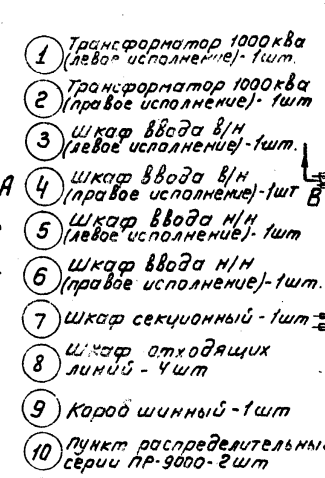 1 Трансформатор 1000 ква
(левое исполнение)- 1шт.
2 Трансформатор 1000 ква
(правое исполнение)- 1шт
3 Шкаф ввода в/н
(левое исполнение)-1шт.
А
4 Шкаф ввода в/н
(правое исполнение)-1шт
В
5 Шкаф ввода н/н
(левое исполнение)- 1шт
6 Шкаф ввода н/н
(правое исполнение)-1шт.
7 Шкаф секционный - 1шт
8 Шкаф отходящих
линий - 4шт
9 Короб шинный - 1шт
10 пункт распределительны
серии ПР-9000- 2шт